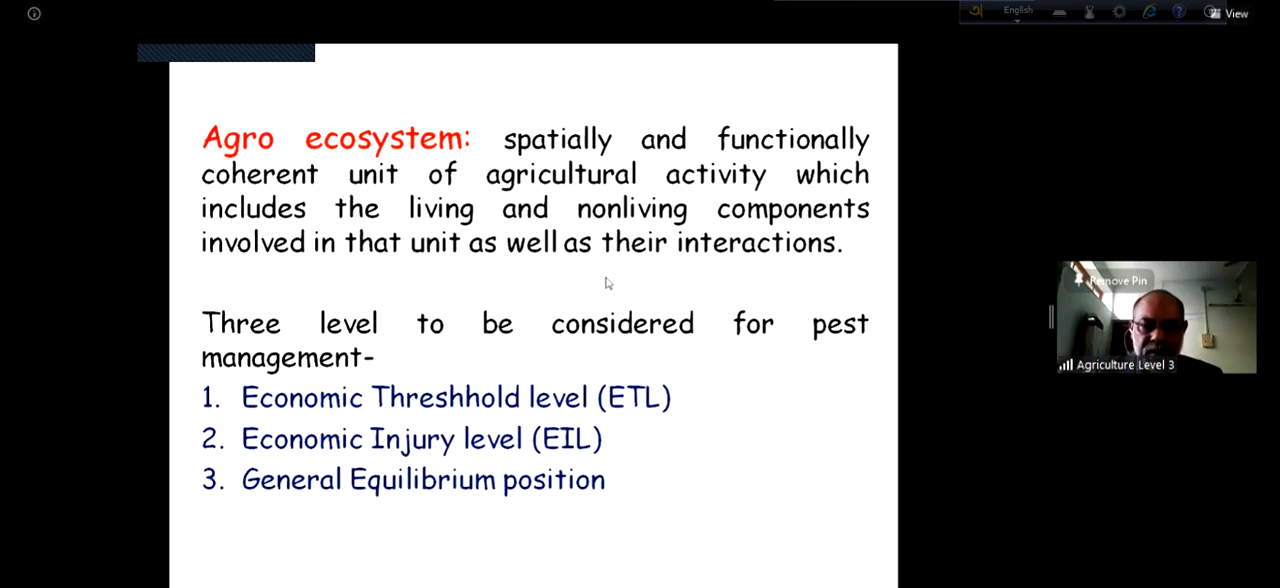 English
View
Agro ecosystem: spatially and functionally
coherent unit of agricultural activity which
includes the living and nonliving components
involved in that unit as well as their interactions.
Three level to be considered for pest
management-
1. Economic Threshhold level (ETL)
2. Economic Injury level (EIL)
3. General Equilibrium position
Remove Pin
Agriculture Level 3